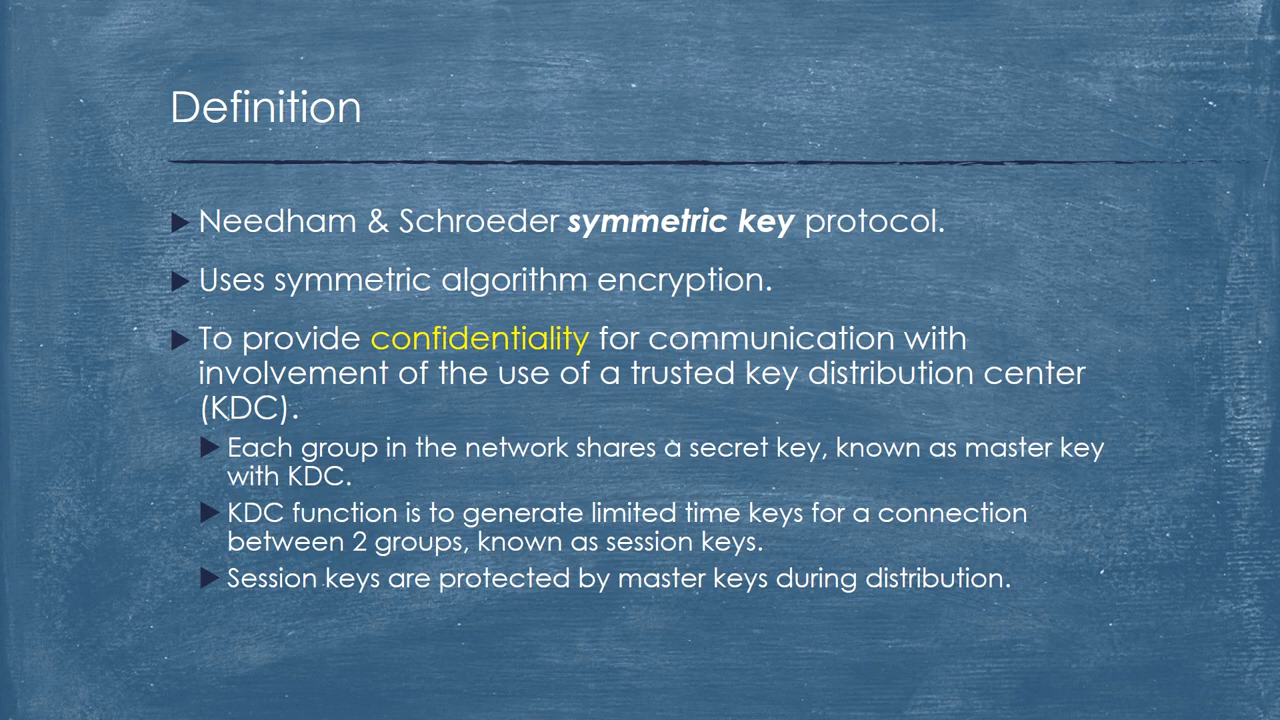 Definition
Needham & Schroeder symmetric key protocol.
Uses symmetric algorithm encryption.
To provide confidentiality for communication with
involvement of the use of a trusted key distribution center
(KDC).
Each group in the network shares a secret key, known as master key
with KDC.
KDC function is to generate limited time keys for a connection
between 2 groups, known as session keys.
Session keys are protected by master keys during distribution.